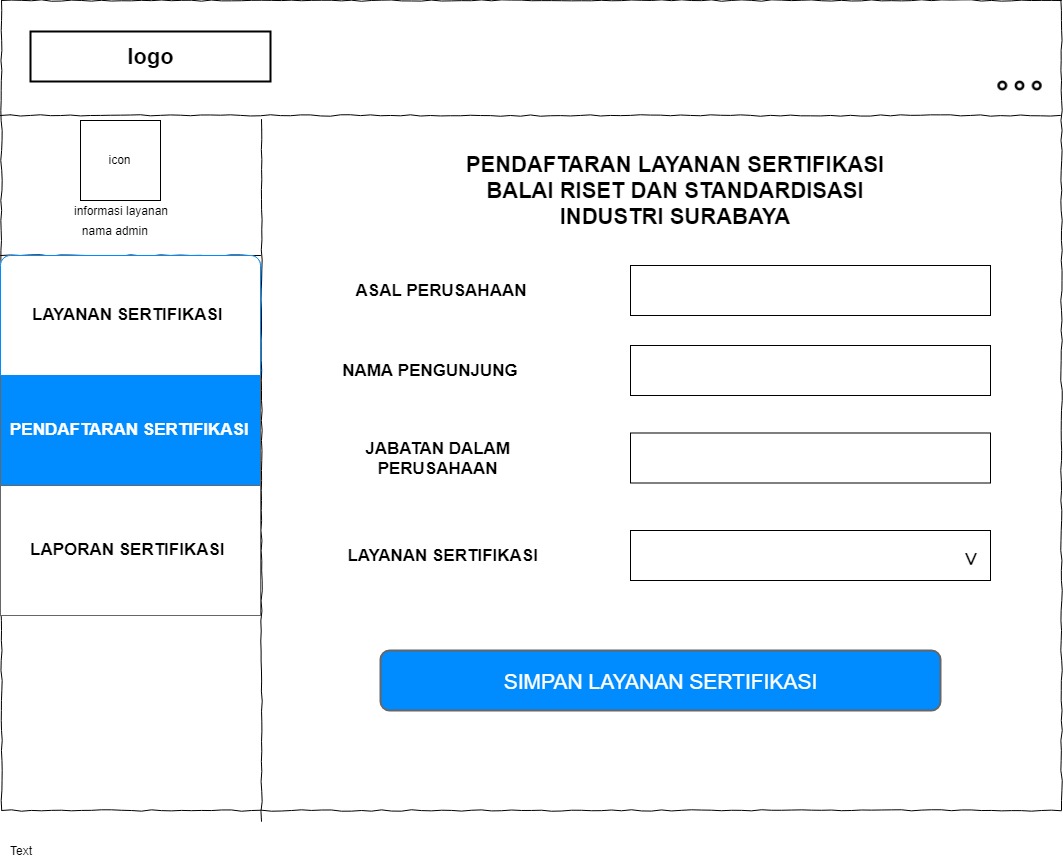 logo
icon
informasi layanan
nama admin
LAYANAN SERTIFIKASI
PENDAFTARAN SERTIFIKASI
LAPORAN SERTIFIKASI
PENDAFTARAN LAYANAN SERTIFIKASI
BALAI RISET DAN STANDARDISASI
INDUSTRI SURABAYA
ASAL PERUSAHAAN
NAMA PENGUNJUNG
JABATAN DALAM
PERUSAHAAN
LAYANAN SERTIFIKASI
V
SIMPAN LAYANAN SERTIFIKASI
Text